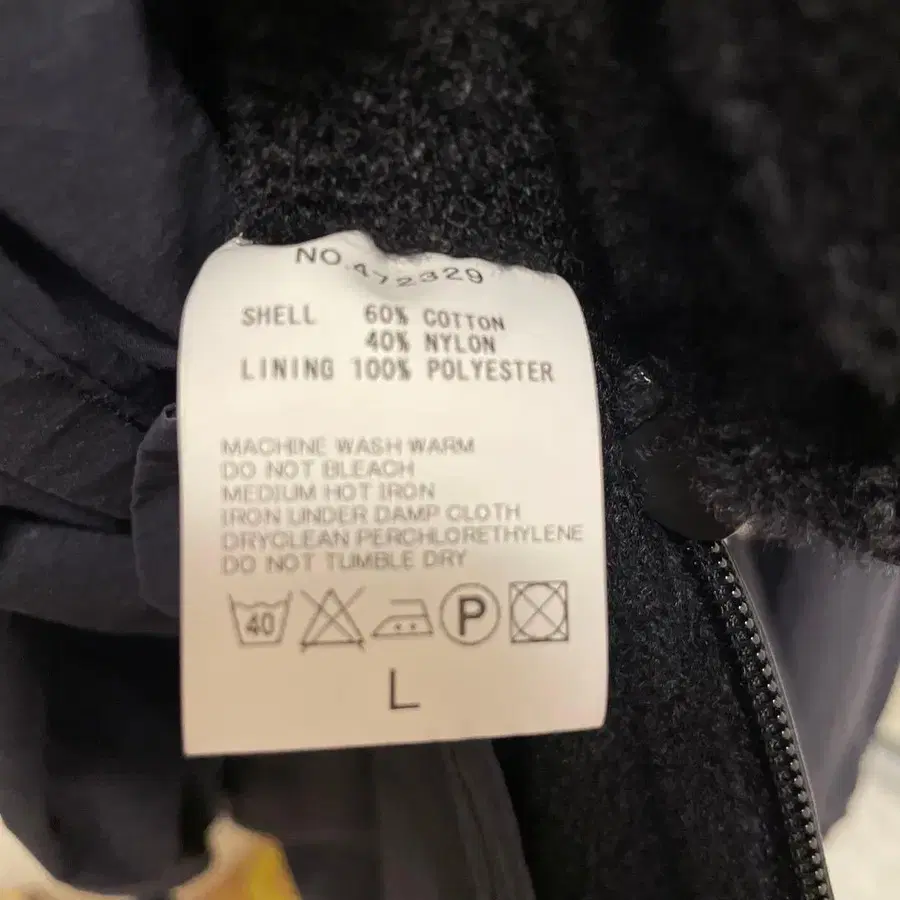 NO.472329
SHELL 60% COTTON
40% NYLON
LINING 100% POLYESTER
MACHINE WASH WARM
DO NOT BLEACH
MEDIUM HOT IRON
IRON UNDER DAMP CLOTH
DRYCLEAN PERCHLORETHYLENE
DO NOT TUMBLE DRY
40 P
L